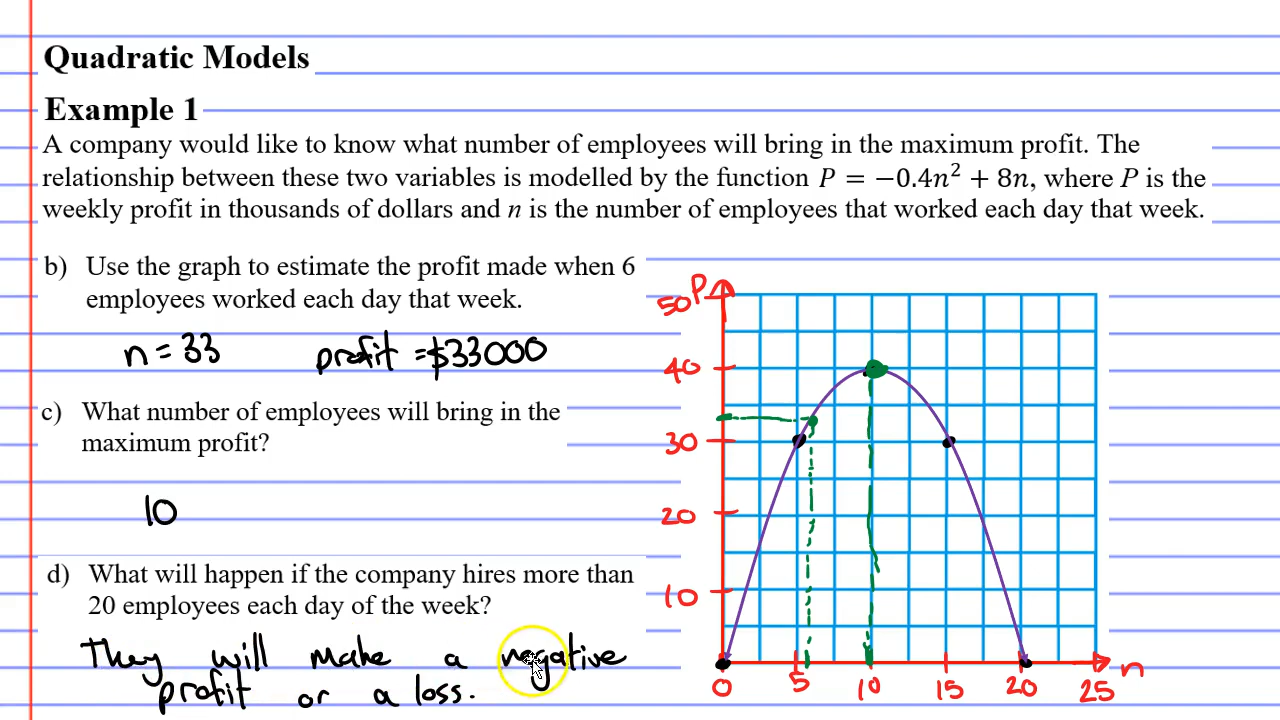 Quadratic Models
Example 1
A company would like to know what number of employees will bring in the maximum profit. The
relationship between these two variables is modelled by the function P = −0.4n² + 8n, where P is the
weekly profit in thousands of dollars and n is the number of employees that worked each day that week.
b) Use the graph to estimate the profit made when 6
employees worked each day that week.
n = 33 profit = $33000
c) What number of employees will bring in the
maximum profit?
10
d) What will happen if the company hires more than
20 employees each day of the week?
They will make a negative
profit or a loss.
P
50
40
30
20
10
0 5 10 15 20 25 n